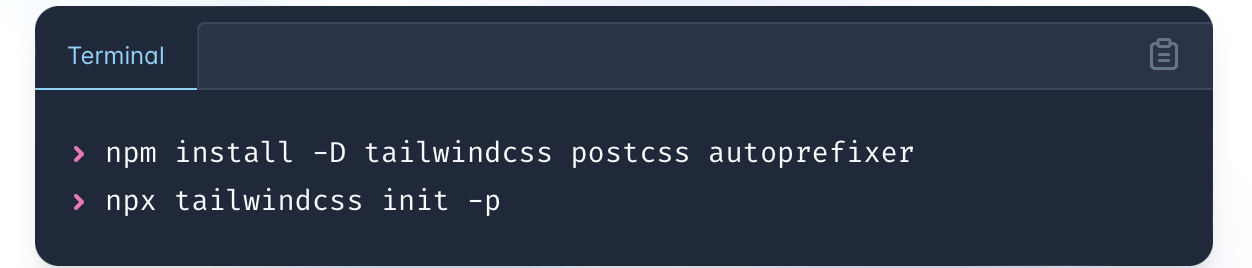 Terminal
› npm install -D tailwindcss postcss autoprefixer
› npx tailwindcss init -p